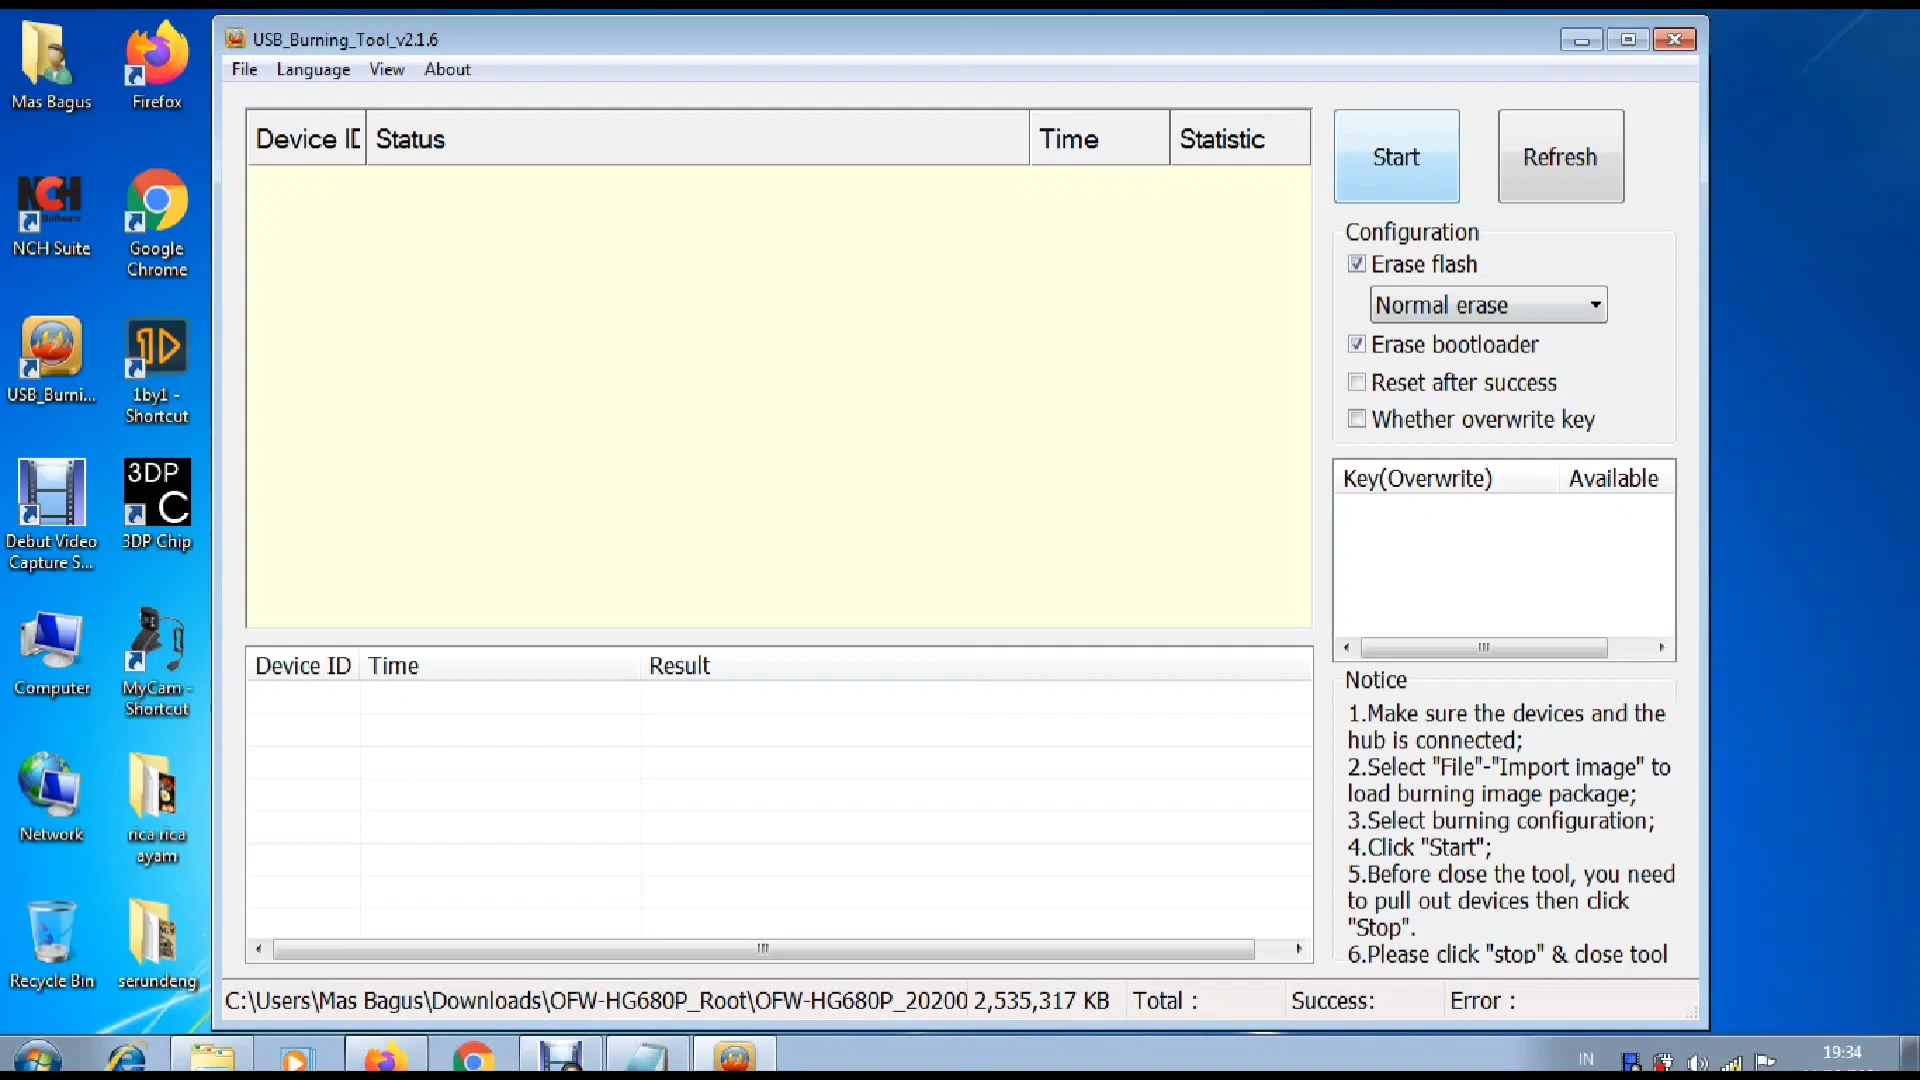 Mas Bagus
Firefox
NCH Suite
Google
Chrome
USB_Burni...
1by1 -
Shortcut
Debut Video
Capture S...
3DP
C
3DP Chip
Computer
MyCam -
Shortcut
Network
rica rica
ayam
Recycle Bin
serundeng
USB_Burning_Tool_v2.1.6
File Language View About
Device ID Status Time Statistic
Start Refresh
Configuration
Erase flash
Normal erase
Erase bootloader
Reset after success
Whether overwrite key
Key(Overwrite) Available
Device ID Time Result
Notice
1.Make sure the devices and the
hub is connected;
2.Select "File"-"Import image" to
load burning image package;
3.Select burning configuration;
4.Click "Start";
5.Before close the tool, you need
to pull out devices then click
"Stop".
6.Please click "stop" & close tool
C:\Users\Mas Bagus\Downloads\OFW-HG680P_Root\OFW-HG680P_20200 2,535,317 KB Total : Success: Error :
IN 19:34